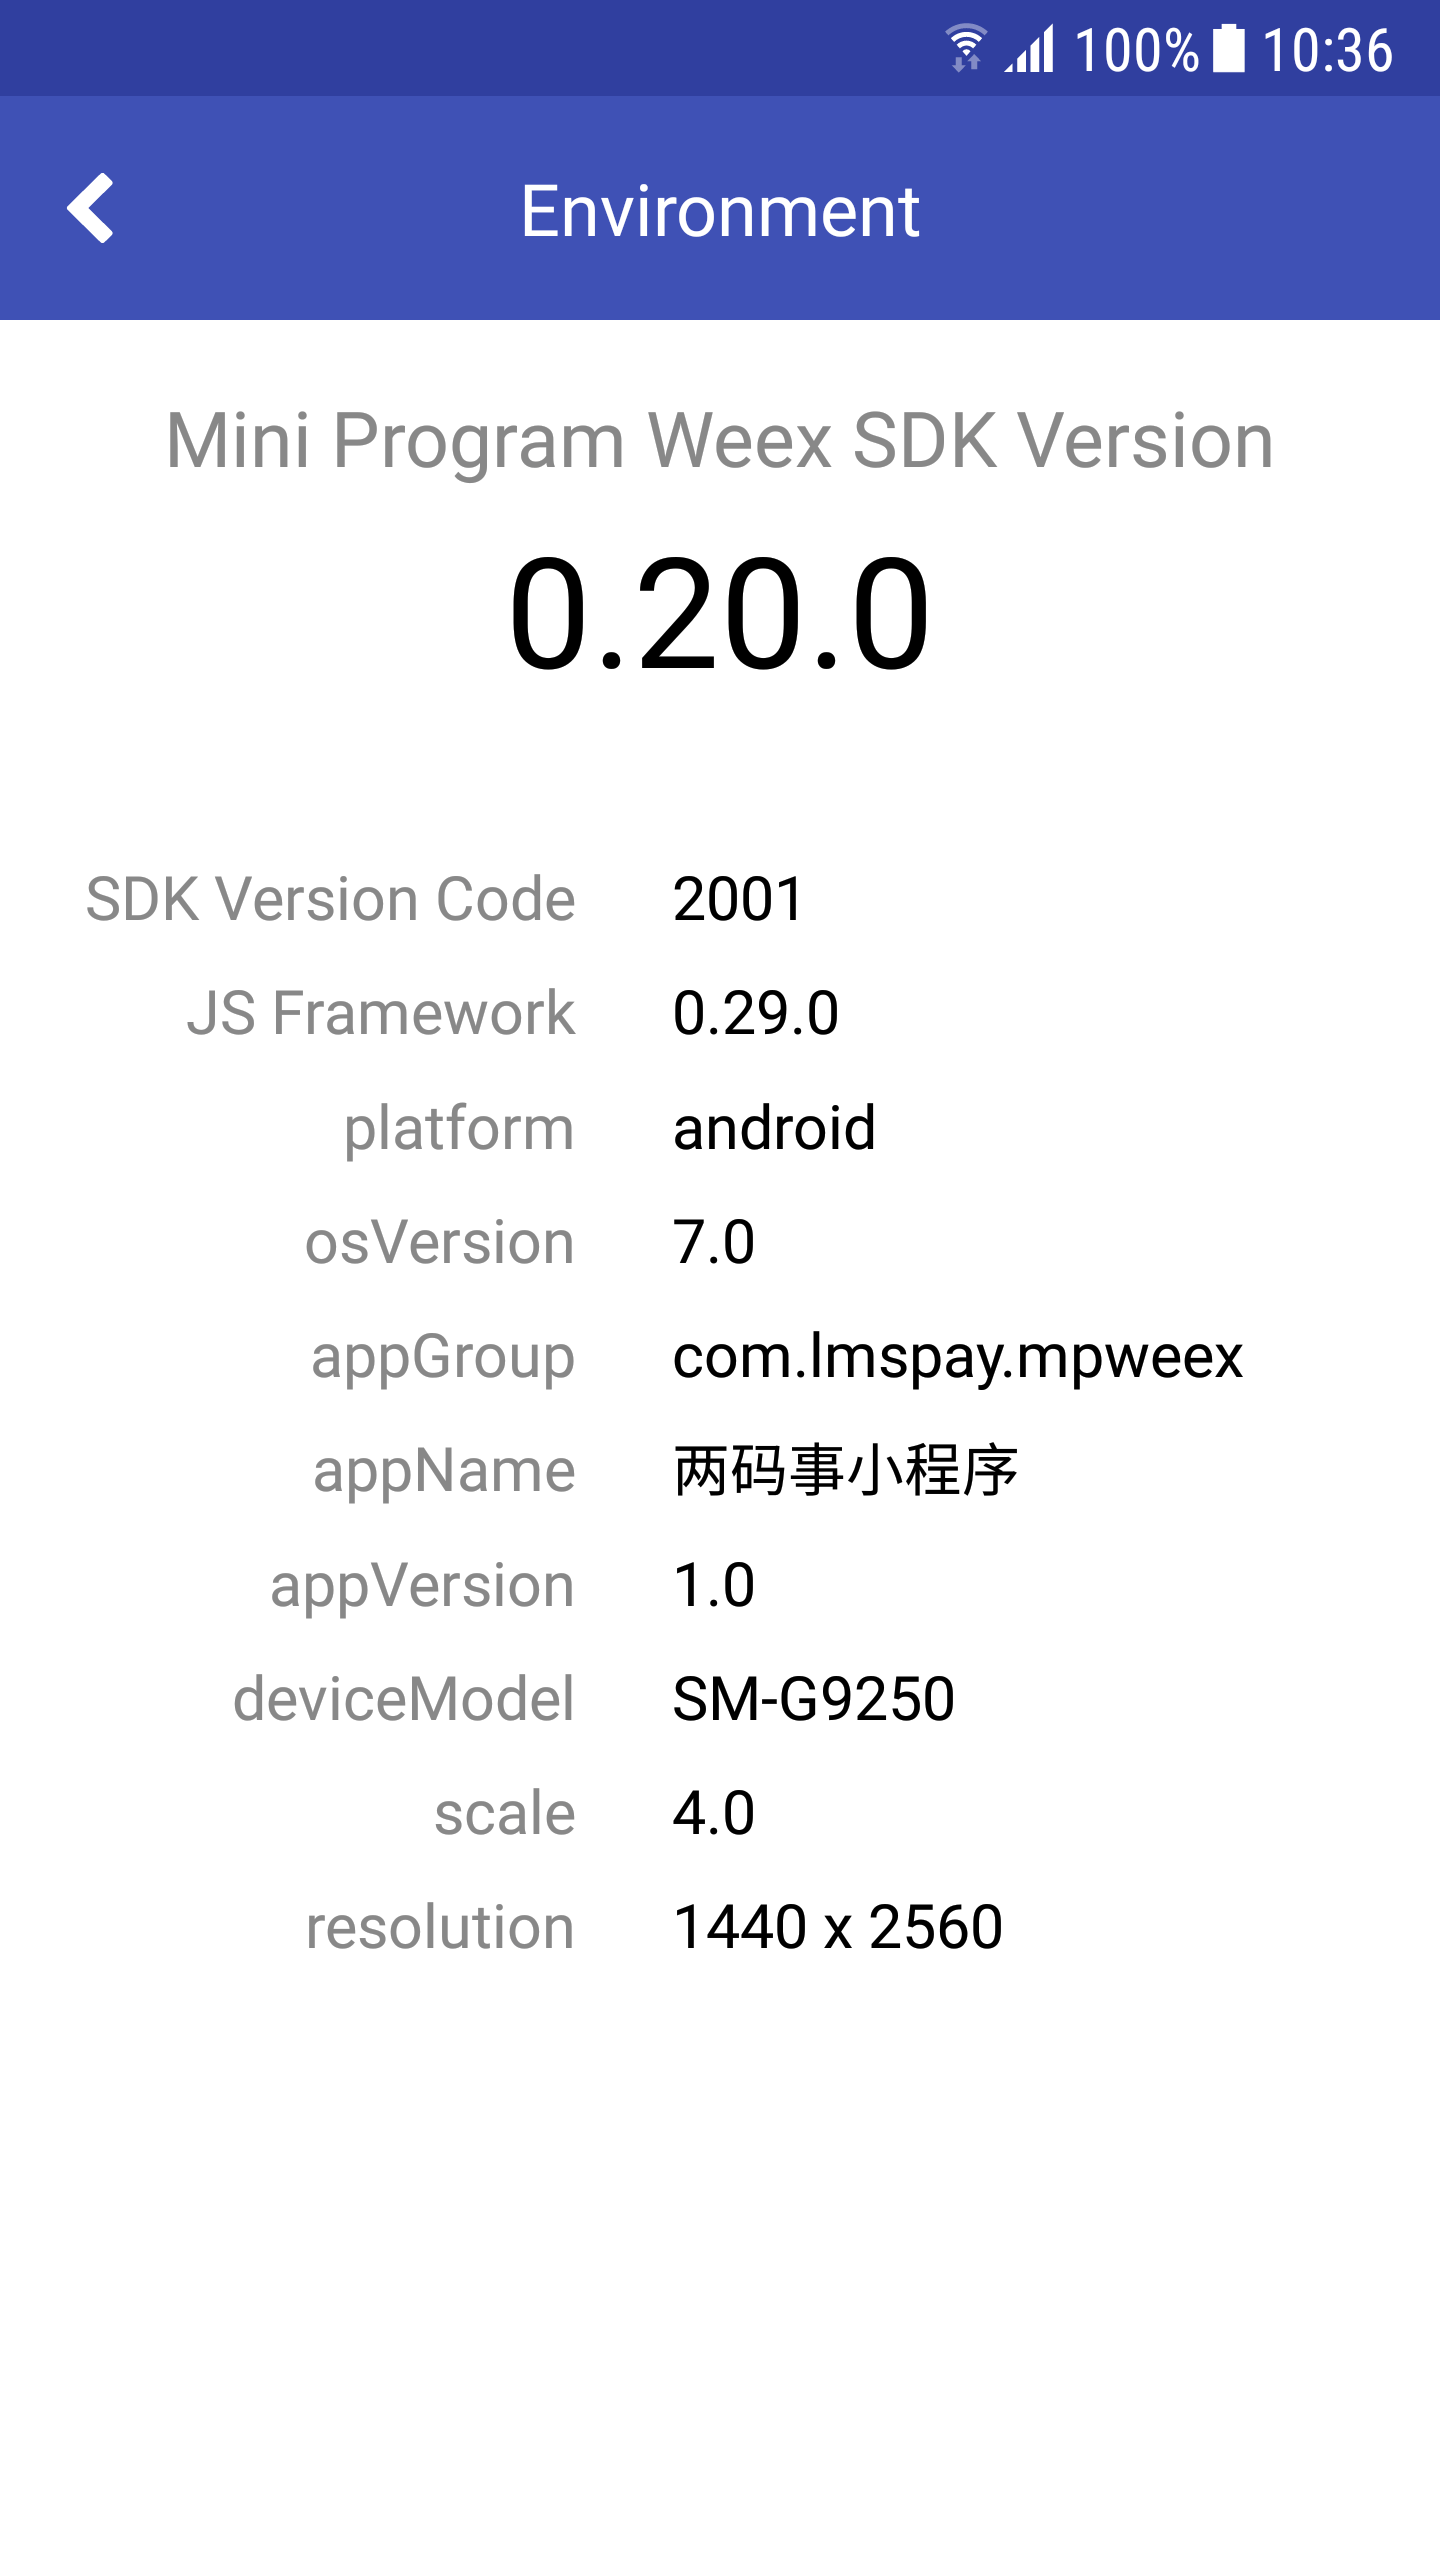 100% 10:36
Environment
Mini Program Weex SDK Version
0.20.0
SDK Version Code 2001
JS Framework 0.29.0
platform android
osVersion 7.0
appGroup com.lmspay.mpweex
appName 两码事小程序
appVersion 1.0
deviceModel SM-G9250
scale 4.0
resolution 1440 x 2560